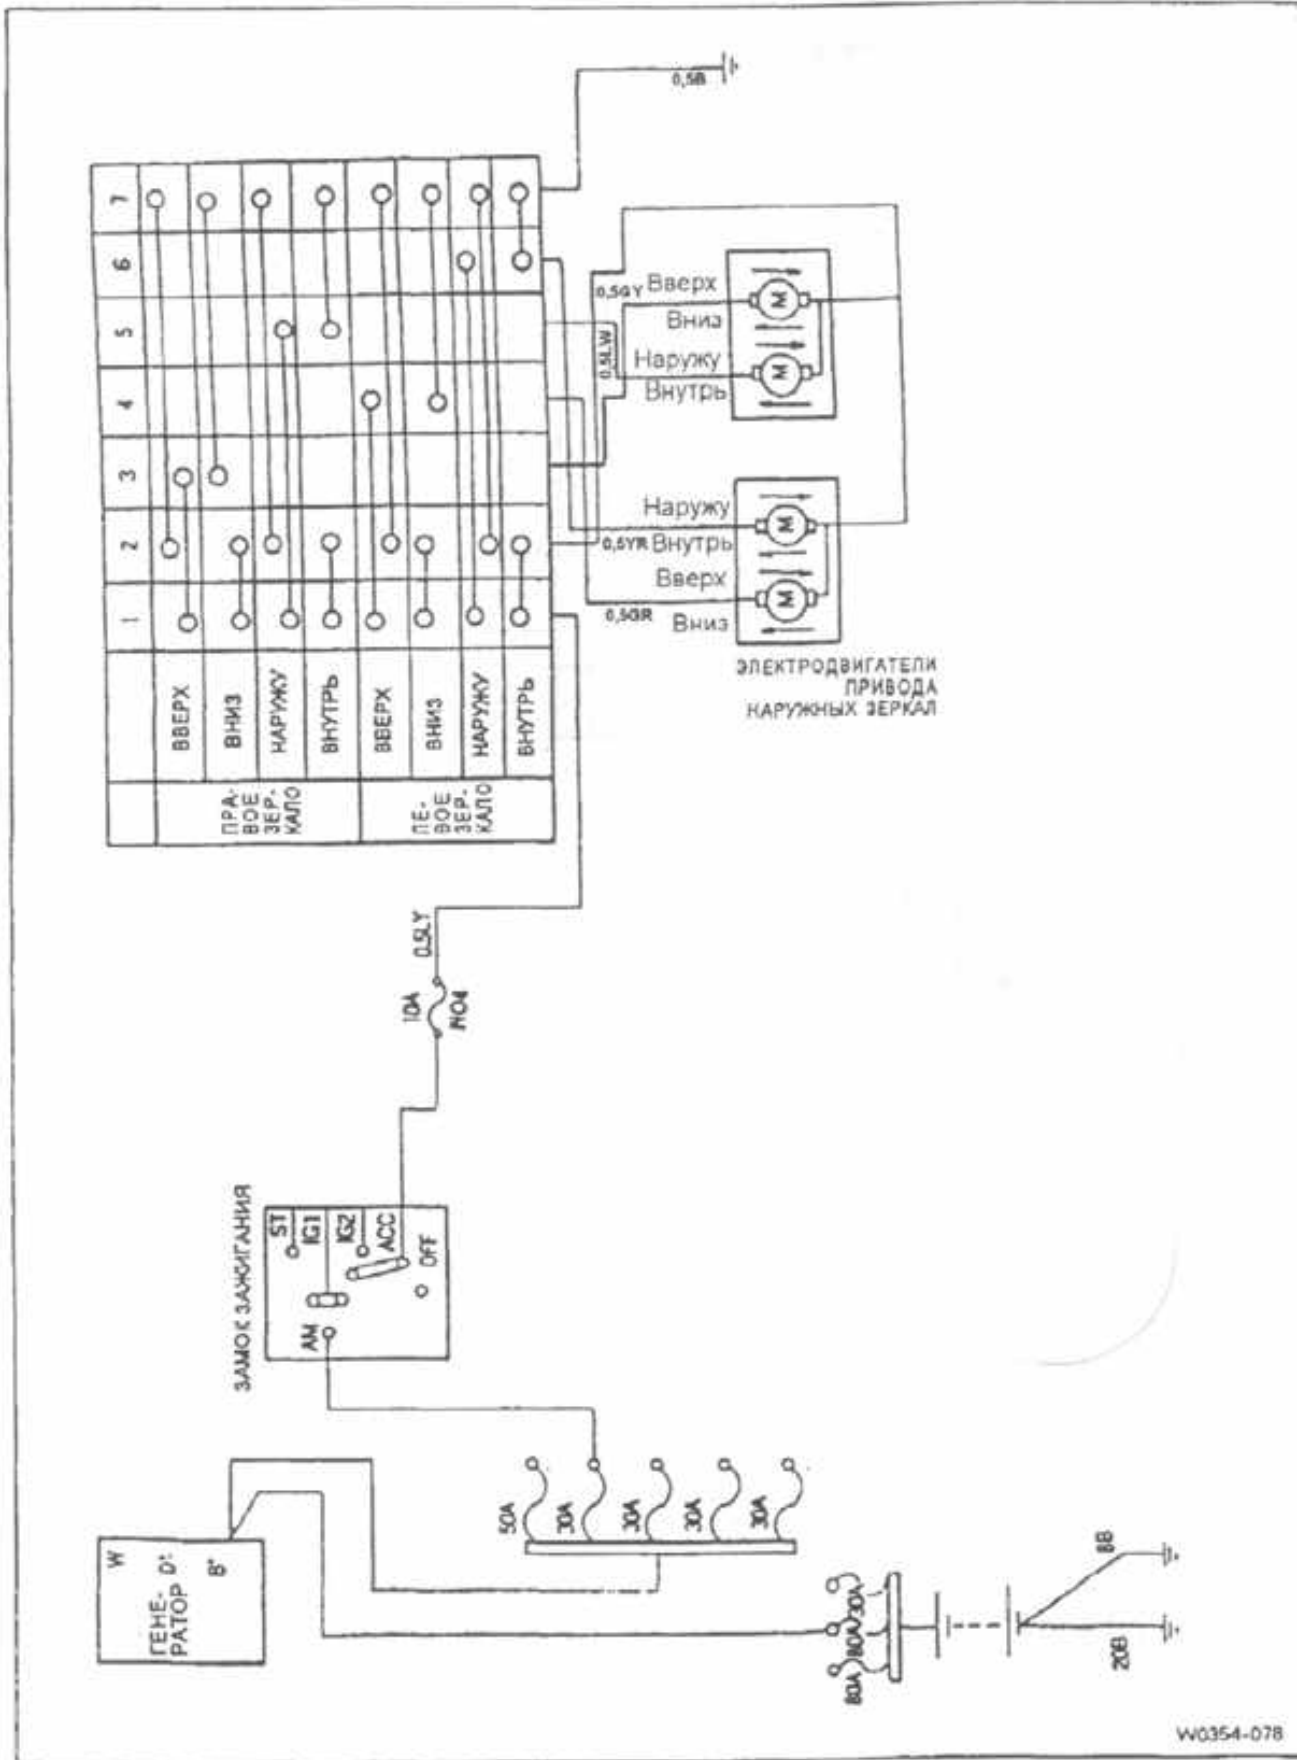 0,5B
7
6
5
4
3
2
1
ВВЕРХ
ВНИЗ
НАРУЖУ
ВНУТРЬ
ВВЕРХ
ВНИЗ
НАРУЖУ
ВНУТРЬ
ПРА-
ВОЕ
ЗЕР-
КАЛО
ЛЕ-
ВОЕ
ЗЕР-
КАЛО
0,5GY
Вверх
Вниз
0,5LW
Наружу
Внутрь
Наружу
0,5YR
Внутрь
Вверх
0,5GR
Вниз
ЭЛЕКТРОДВИГАТЕЛИ
ПРИВОДА
НАРУЖНЫХ ЗЕРКАЛ
M
M
M
M
0.5LY
10A
ЗАМОК ЗАЖИГАНИЯ
ST
IG1
IG2
ACC
OFF
AM
50A
30A
30A
30A
30A
W
D+
B+
ГЕНЕ-
РАТОР
30A
80A
80A
8B
20B
W0354-078